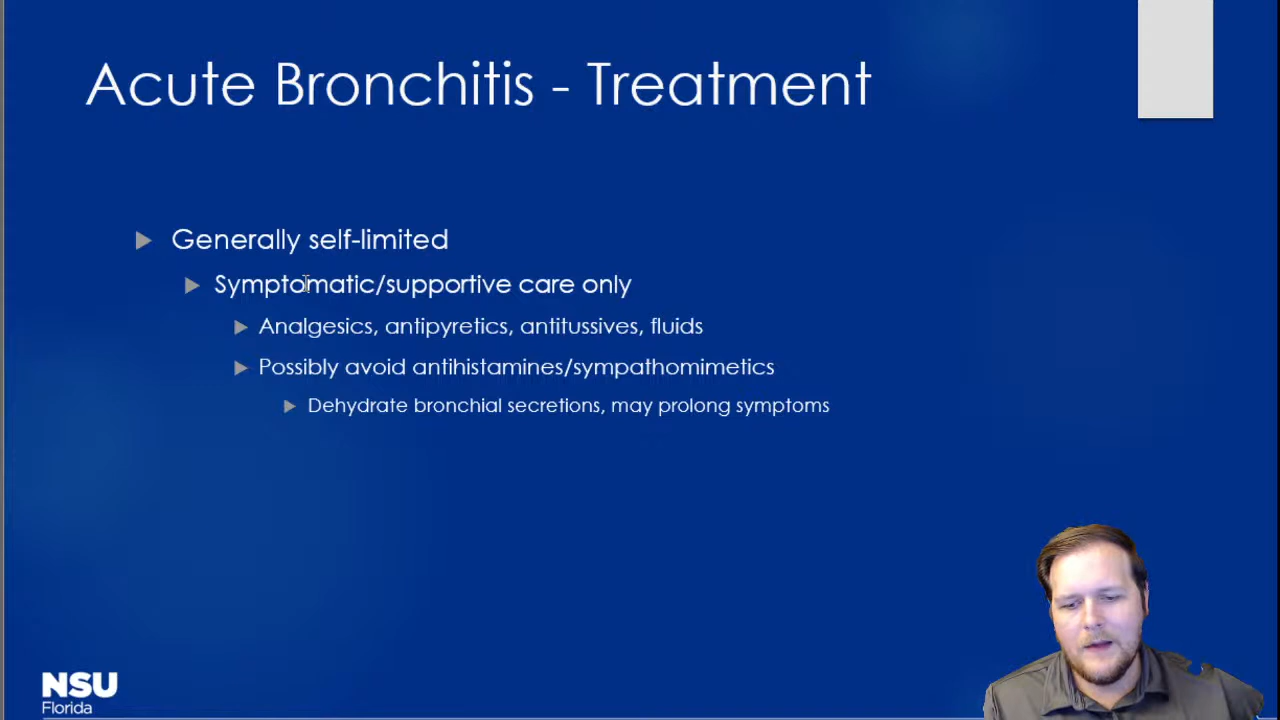 Acute Bronchitis - Treatment
Generally self-limited
Symptomatic/supportive care only
Analgesics, antipyretics, antitussives, fluids
Possibly avoid antihistamines/sympathomimetics
Dehydrate bronchial secretions, may prolong symptoms
NSU
Florida